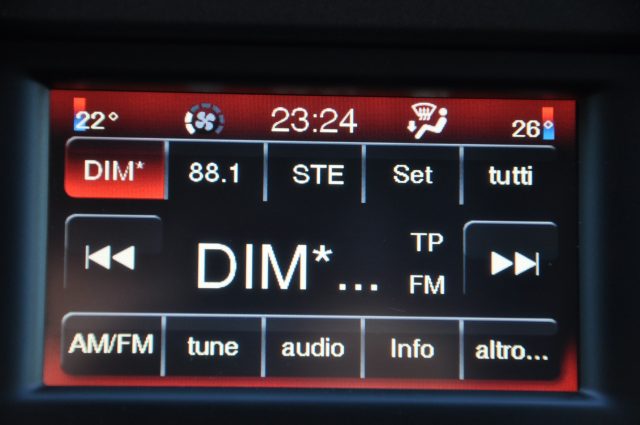 22° 23:24 26°
DIM* 88.1 STE Set tutti
TP
DIM*...
FM
AM/FM tune audio Info altro...